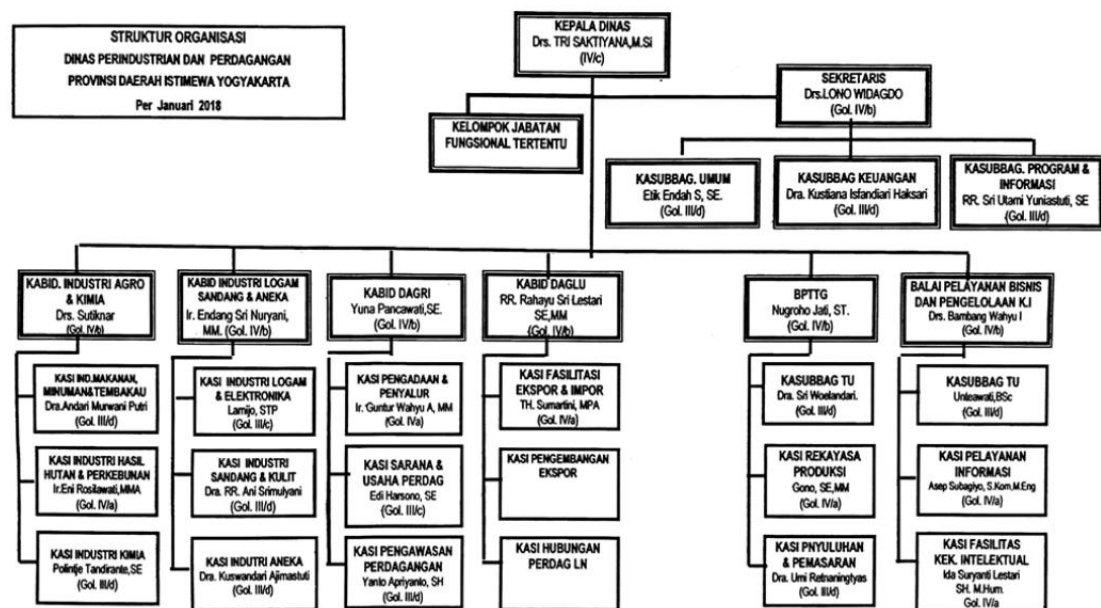 STRUKTUR ORGANISASI
DINAS PERINDUSTRIAN DAN PERDAGANGAN
PROVINSI DAERAH ISTIMEWA YOGYAKARTA
Per Januari 2018
KEPALA DINAS
Drs. TRI SAKTIYANA,M.Si
(IV/c)
SEKRETARIS
Drs.LONO WIDAGDO
(Gol. IV/b)
KELOMPOK JABATAN
FUNGSIONAL TERTENTU
KASUBBAG. UMUM
Etik Endah S, SE.
(Gol. III/d)
KASUBBAG KEUANGAN
Dra. Kustiana Isfandiari Haksari
(Gol. III/d)
KASUBBAG. PROGRAM &
INFORMASI
RR. Sri Utami Yuniastuti, SE
(Gol. III/d)
KABID. INDUSTRI AGRO
& KIMIA
Drs. Sutiknar
(Gol. IV/b)
KABID INDUSTRI LOGAM
SANDANG & ANEKA
Ir. Endang Sri Nuryani,
MM. (Gol. IV/b)
KABID DAGRI
Yuna Pancawati,SE.
(Gol. IV/b)
KABID DAGLU
RR. Rahayu Sri Lestari
SE,MM
(Gol. IV/b)
BPTTG
Nugroho Jati, ST.
(Gol. IV/b)
BALAI PELAYANAN BISNIS
DAN PENGELOLAAN K.I
Drs. Bambang Wahyu I
(Gol. IV/b)
KASI IND.MAKANAN,
MINUMAN&TEMBAKAU
Dra.Andari Murwani Putri
(Gol. III/d)
KASI INDUSTRI LOGAM
& ELEKTRONIKA
Lamijo, STP
(Gol. III/c)
KASI PENGADAAN &
PENYALUR
Ir. Guntur Wahyu A, MM
(Gol. IVa)
KASI FASILITASI
EKSPOR & IMPOR
TH. Sumartini, MPA
(Gol. IV/a)
KASUBBAG TU
Dra. Sri Woelandari.
(Gol. III/d)
KASUBBAG TU
Unteawati,BSc
(Gol. III/d)
KASI INDUSTRI HASIL
HUTAN & PERKEBUNAN
Ir.Eni Rosilawati,MMA
(Gol. IV/a)
KASI INDUSTRI
SANDANG & KULIT
Dra. RR. Ani Srimulyani
(Gol. III/d)
KASI SARANA &
USAHA PERDAG
Edi Harsono, SE
(Gol. III/c)
KASI PENGEMBANGAN
EKSPOR
KASI REKAYASA
PRODUKSI
Gono, SE,MM
(Gol. IV/a)
KASI PELAYANAN
INFORMASI
Asep Subagiyo, S.Kom,M.Eng
(Gol. IV/a)
KASI INDUSTRI KIMIA
Polintje Tandirante,SE
(Gol. III/d)
KASI INDUTRI ANEKA
Dra. Kuswandari Ajimastuti
(Gol. III/d)
KASI PENGAWASAN
PERDAGANGAN
Yanto Apriyanto, SH
(Gol. III/d)
KASI HUBUNGAN
PERDAG LN
KASI PNYULUHAN
& PEMASARAN
Dra. Umi Retnaningtyas
(Gol. III/d)
KASI FASILITAS
KEK. INTELEKTUAL
Ida Suryanti Lestari
SH. M.Hum.
Gol. IV/a